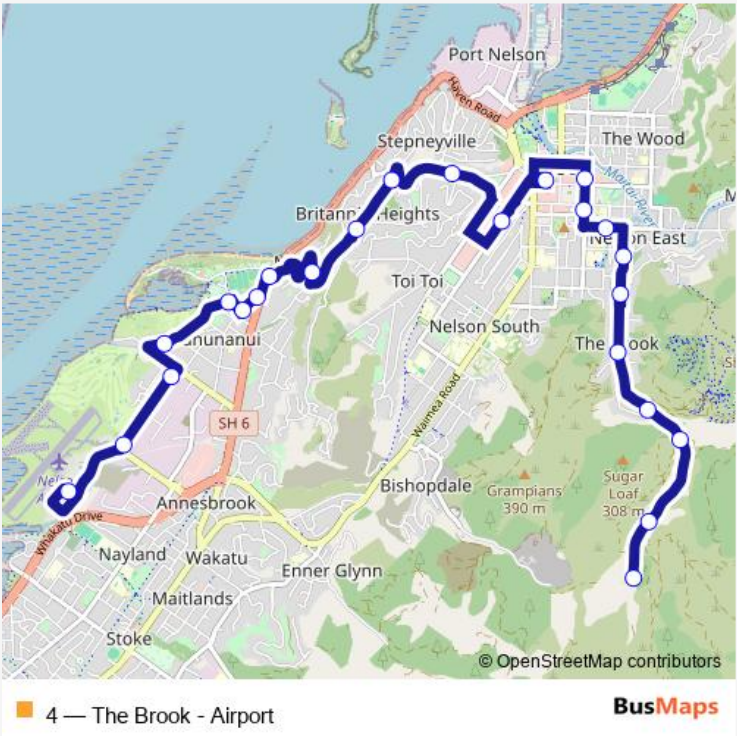 Port Nelson
Haven Road
The Wood
Stepneyville
Maitai River
Britannia Heights
Nelson East
Toi Toi
Nelson South
The Brook
Tahunanui
SH 6
Waimea Road
Sugar
Loaf
308 m
Bishopdale
Grampians
390 m
Annesbrook
Whakatu Drive
Nayland
Wakatu
Enner Glynn
Maitlands
Stoke
© OpenStreetMap contributors
4 — The Brook - Airport
BusMaps